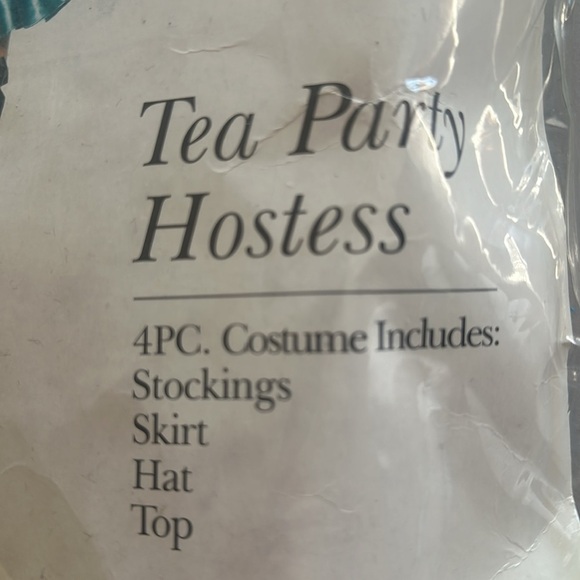 Tea Party
Hostess
4PC. Costume Includes:
Stockings
Skirt
Hat
Top